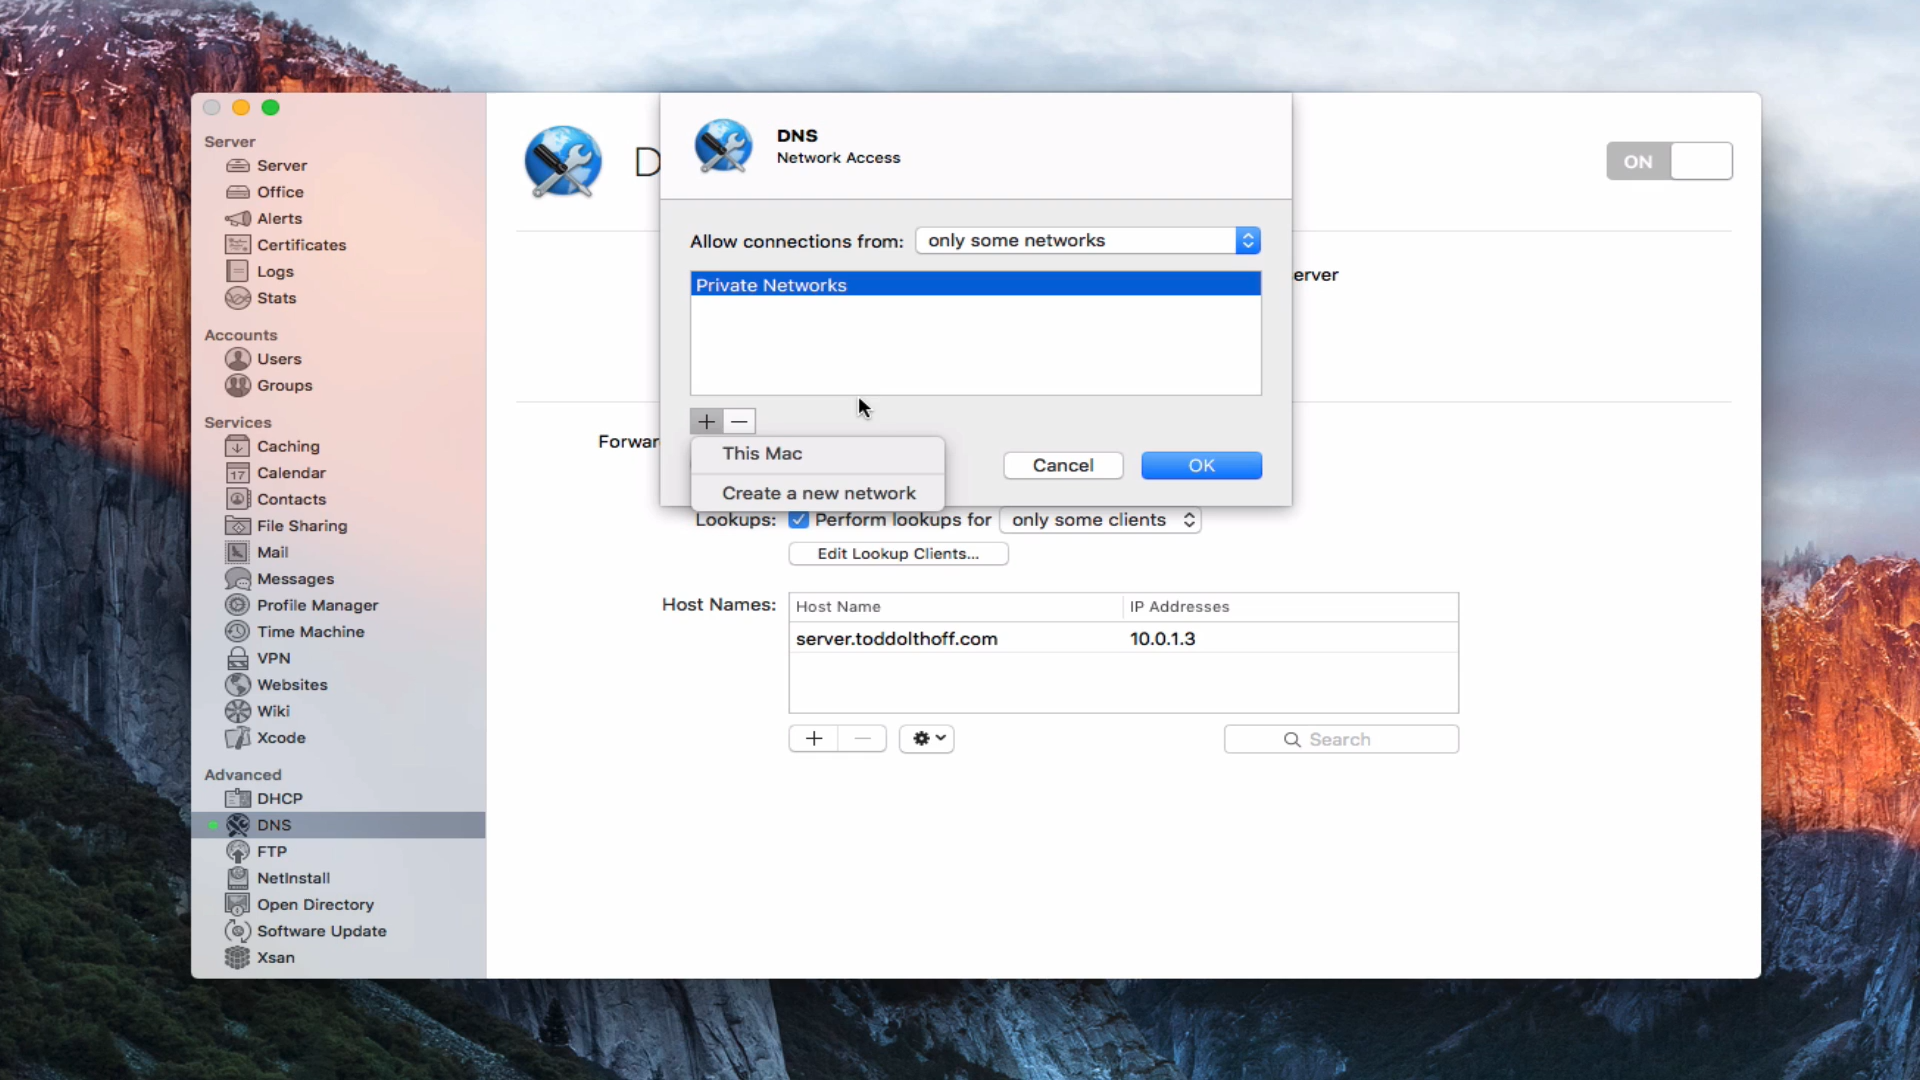 Server
Server
Office
Alerts
Certificates
Logs
Stats
Accounts
Users
Groups
Services
Caching
17 Calendar
Contacts
File Sharing
Mail
Messages
Profile Manager
Time Machine
VPN
Websites
Wiki
Xcode
Advanced
DHCP
DNS
FTP
NetInstall
Open Directory
Software Update
Xsan
D
ON
DNS
Network Access
Allow connections from: only some networks
Private Networks
+ −
This Mac
Create a new network
Cancel OK
erver
Forwar
Lookups: Perform lookups for only some clients
Edit Lookup Clients...
Host Names: Host Name IP Addresses
server.toddolthoff.com 10.0.1.3
+ − Search